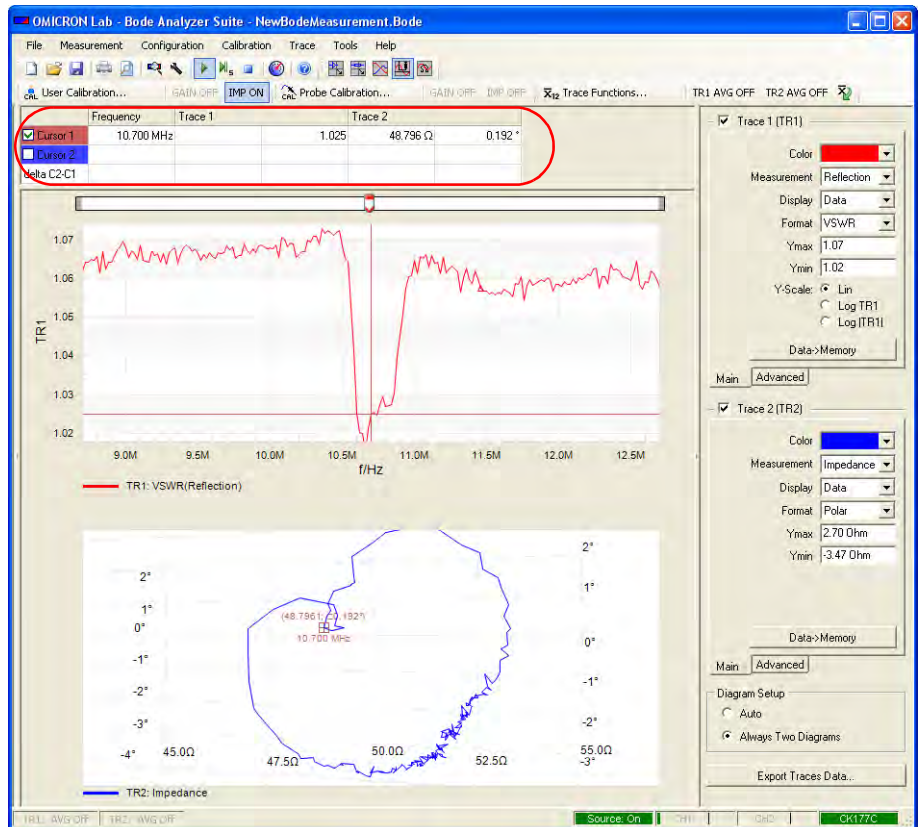 OMICRON Lab - Bode Analyzer Suite - NewBodeMeasurement.Bode
File Measurement Configuration Calibration Trace Tools Help
CAL User Calibration... GAIN OFF IMP ON CAL Probe Calibration... GAIN OFF IMP OFF X12 Trace Functions... TR1 AVG OFF TR2 AVG OFF
Frequency Trace 1 Trace 2
Cursor 1 10.700 MHz 1.025 48.796 Ω 0.192 °
Cursor 2
delta C2-C1
TR1
1.07
1.06
1.05
1.04
1.03
1.02
9.0M 9.5M 10.0M 10.5M 11.0M 11.5M 12.0M 12.5M
f/Hz
TR1: VSWR(Reflection)
2°
1°
0°
-1°
-2°
-3°
-4°
45.0Ω
47.5Ω
50.0Ω
52.5Ω
55.0Ω
2°
1°
0°
-1°
-2°
-3°
10.700 MHz
TR2: Impedance
Trace 1 (TR1)
Color
Measurement Reflection
Display Data
Format VSWR
Ymax 1.07
Ymin 1.02
Y-Scale: Lin
Log TR1
Log |TR1|
Data->Memory
Main Advanced
Trace 2 (TR2)
Color
Measurement Impedance
Display Data
Format Polar
Ymax 2.70 Ohm
Ymin -3.47 Ohm
Data->Memory
Main Advanced
Diagram Setup
Auto
Always Two Diagrams
Export Traces Data...
TR1: AVG OFF TR2: AVG OFF Source: On CH1 CH2 CK177C